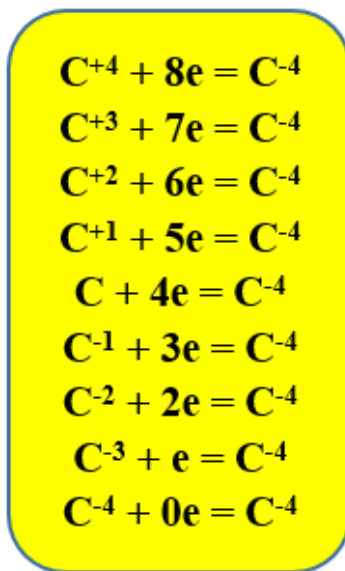 C⁺⁴ + 8e = C⁻⁴
C⁺³ + 7e = C⁻⁴
C⁺² + 6e = C⁻⁴
C⁺¹ + 5e = C⁻⁴
C + 4e = C⁻⁴
C⁻¹ + 3e = C⁻⁴
C⁻² + 2e = C⁻⁴
C⁻³ + e = C⁻⁴
C⁻⁴ + 0e = C⁻⁴